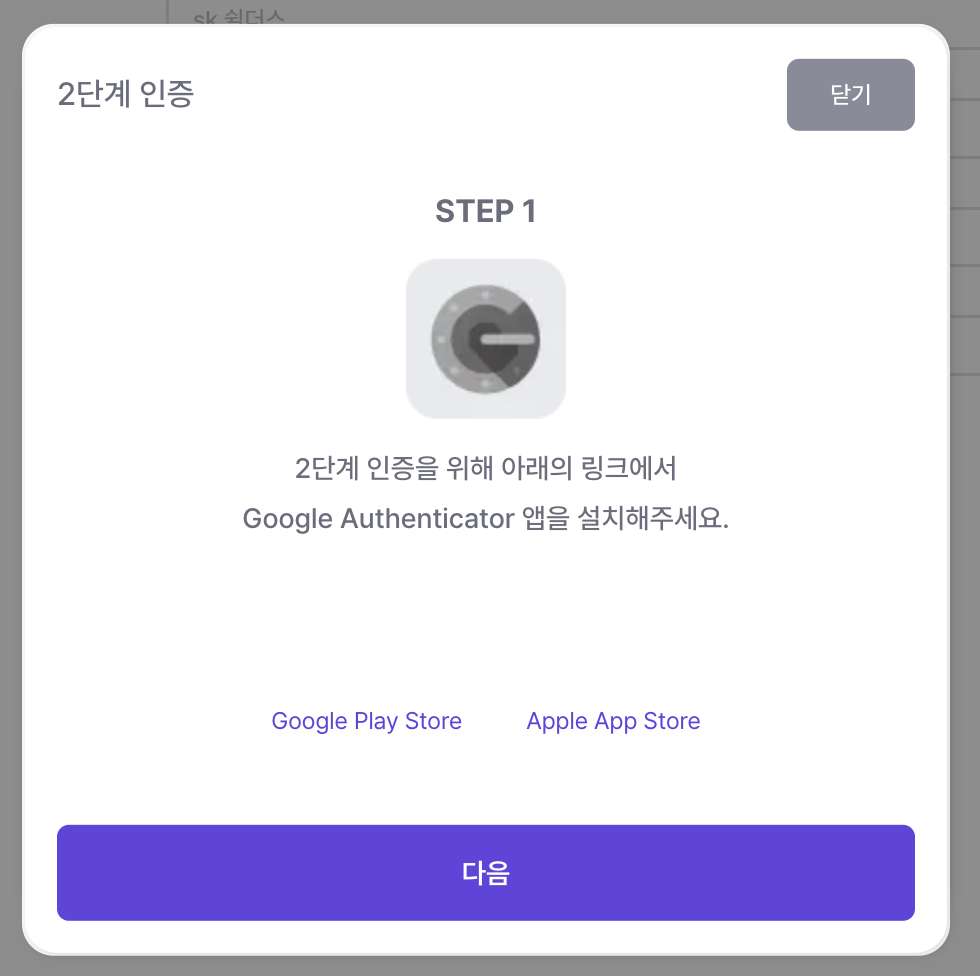 sk 쉴더스
2단계 인증
닫기
STEP 1
2단계 인증을 위해 아래의 링크에서
Google Authenticator 앱을 설치해주세요.
Google Play Store
Apple App Store
다음